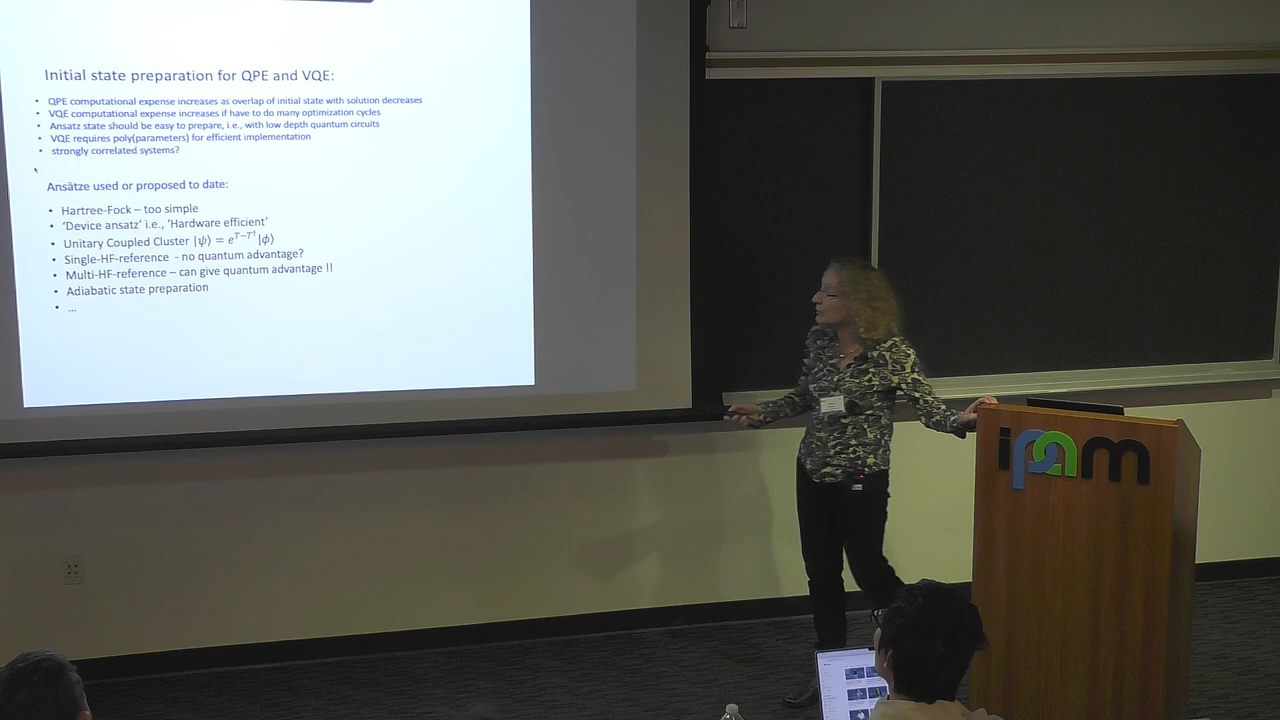 Initial state preparation for QPE and VQE:
• QPE computational expense increases as overlap of initial state with solution decreases
• VQE computational expense increases if have to do many optimization cycles
• Ansatz state should be easy to prepare, i.e., with low depth quantum circuits
• VQE requires poly(parameters) for efficient implementation
• strongly correlated systems?
Ansätze used or proposed to date:
• Hartree-Fock – too simple
• 'Device ansatz' i.e., 'Hardware efficient'
• Unitary Coupled Cluster |ψ⟩ = e^{T−T†}|ϕ⟩
• Single-HF-reference - no quantum advantage?
• Multi-HF-reference – can give quantum advantage !!
• Adiabatic state preparation
• ...
ipam